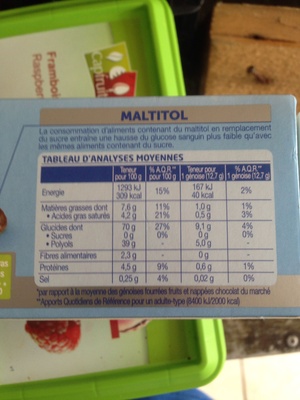 MALTITOL
La consommation d'aliments contenant du maltitol en remplacement
du sucre entraîne une hausse du glucose sanguin plus faible qu'avec
les mêmes aliments contenant du sucre.
TABLEAU D'ANALYSES MOYENNES
Teneur pour 100 g | % A.Q.R.** pour 100 g | Teneur pour 1 génoise (12,7 g) | % A.Q.R.** 1 génoise (12,7 g)
Energie | 1293 kJ 309 kcal | 15% | 167 kJ 40 kcal | 2%
Matières grasses dont | 7,6 g | 11% | 1,0 g | 1%
• Acides gras saturés | 4,2 g | 21% | 0,5 g | 3%
Glucides dont | 70 g | 27% | 9,1 g | 4%
• Sucres | 0 g | 0% | 0 g | 0%
• Polyols | 39 g | - | 5,0 g | -
Fibres alimentaires | 2,3 g | - | 0 g | -
Protéines | 4,5 g | 9% | 0,6 g | 1%
Sel | 0,25 g | 4% | 0,02 g | 0%
*par rapport à la moyenne des génoises fourrées fruits et nappées chocolat du marché
**Apports Quotidiens de Référence pour un adulte-type (8400 kJ/2000 kcal)
Frambois
Raspber